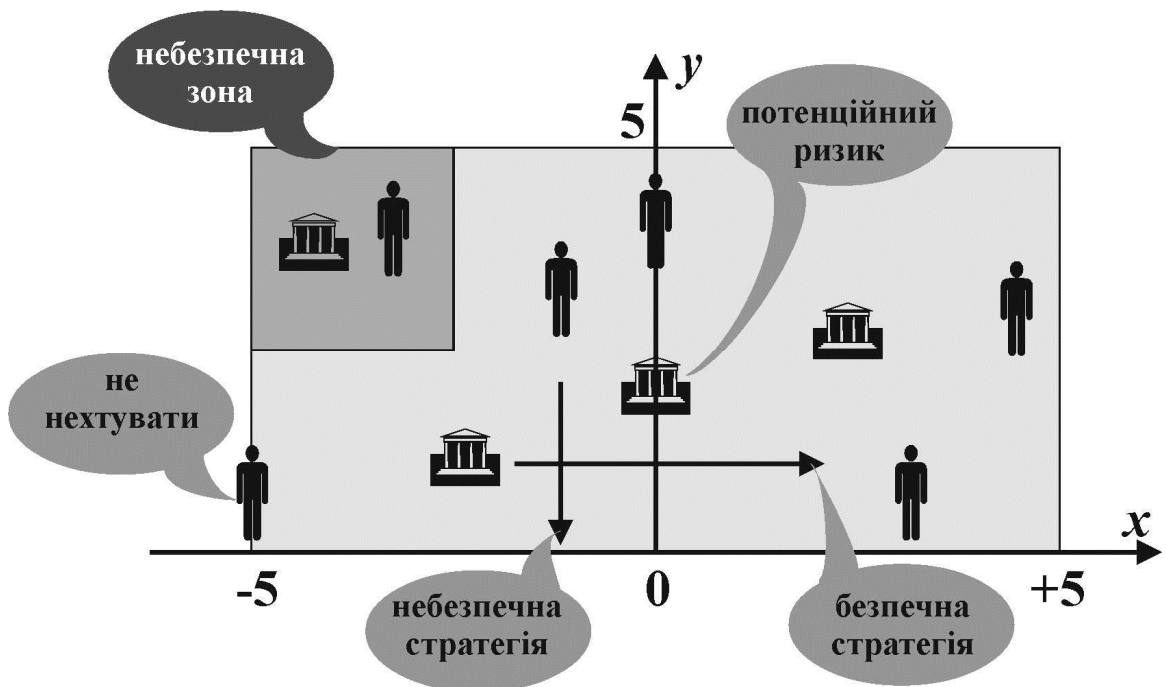 небезпечна
зона
y
5
потенційний
ризик
не
нехтувати
x
-5
0
+5
небезпечна
стратегія
безпечна
стратегія